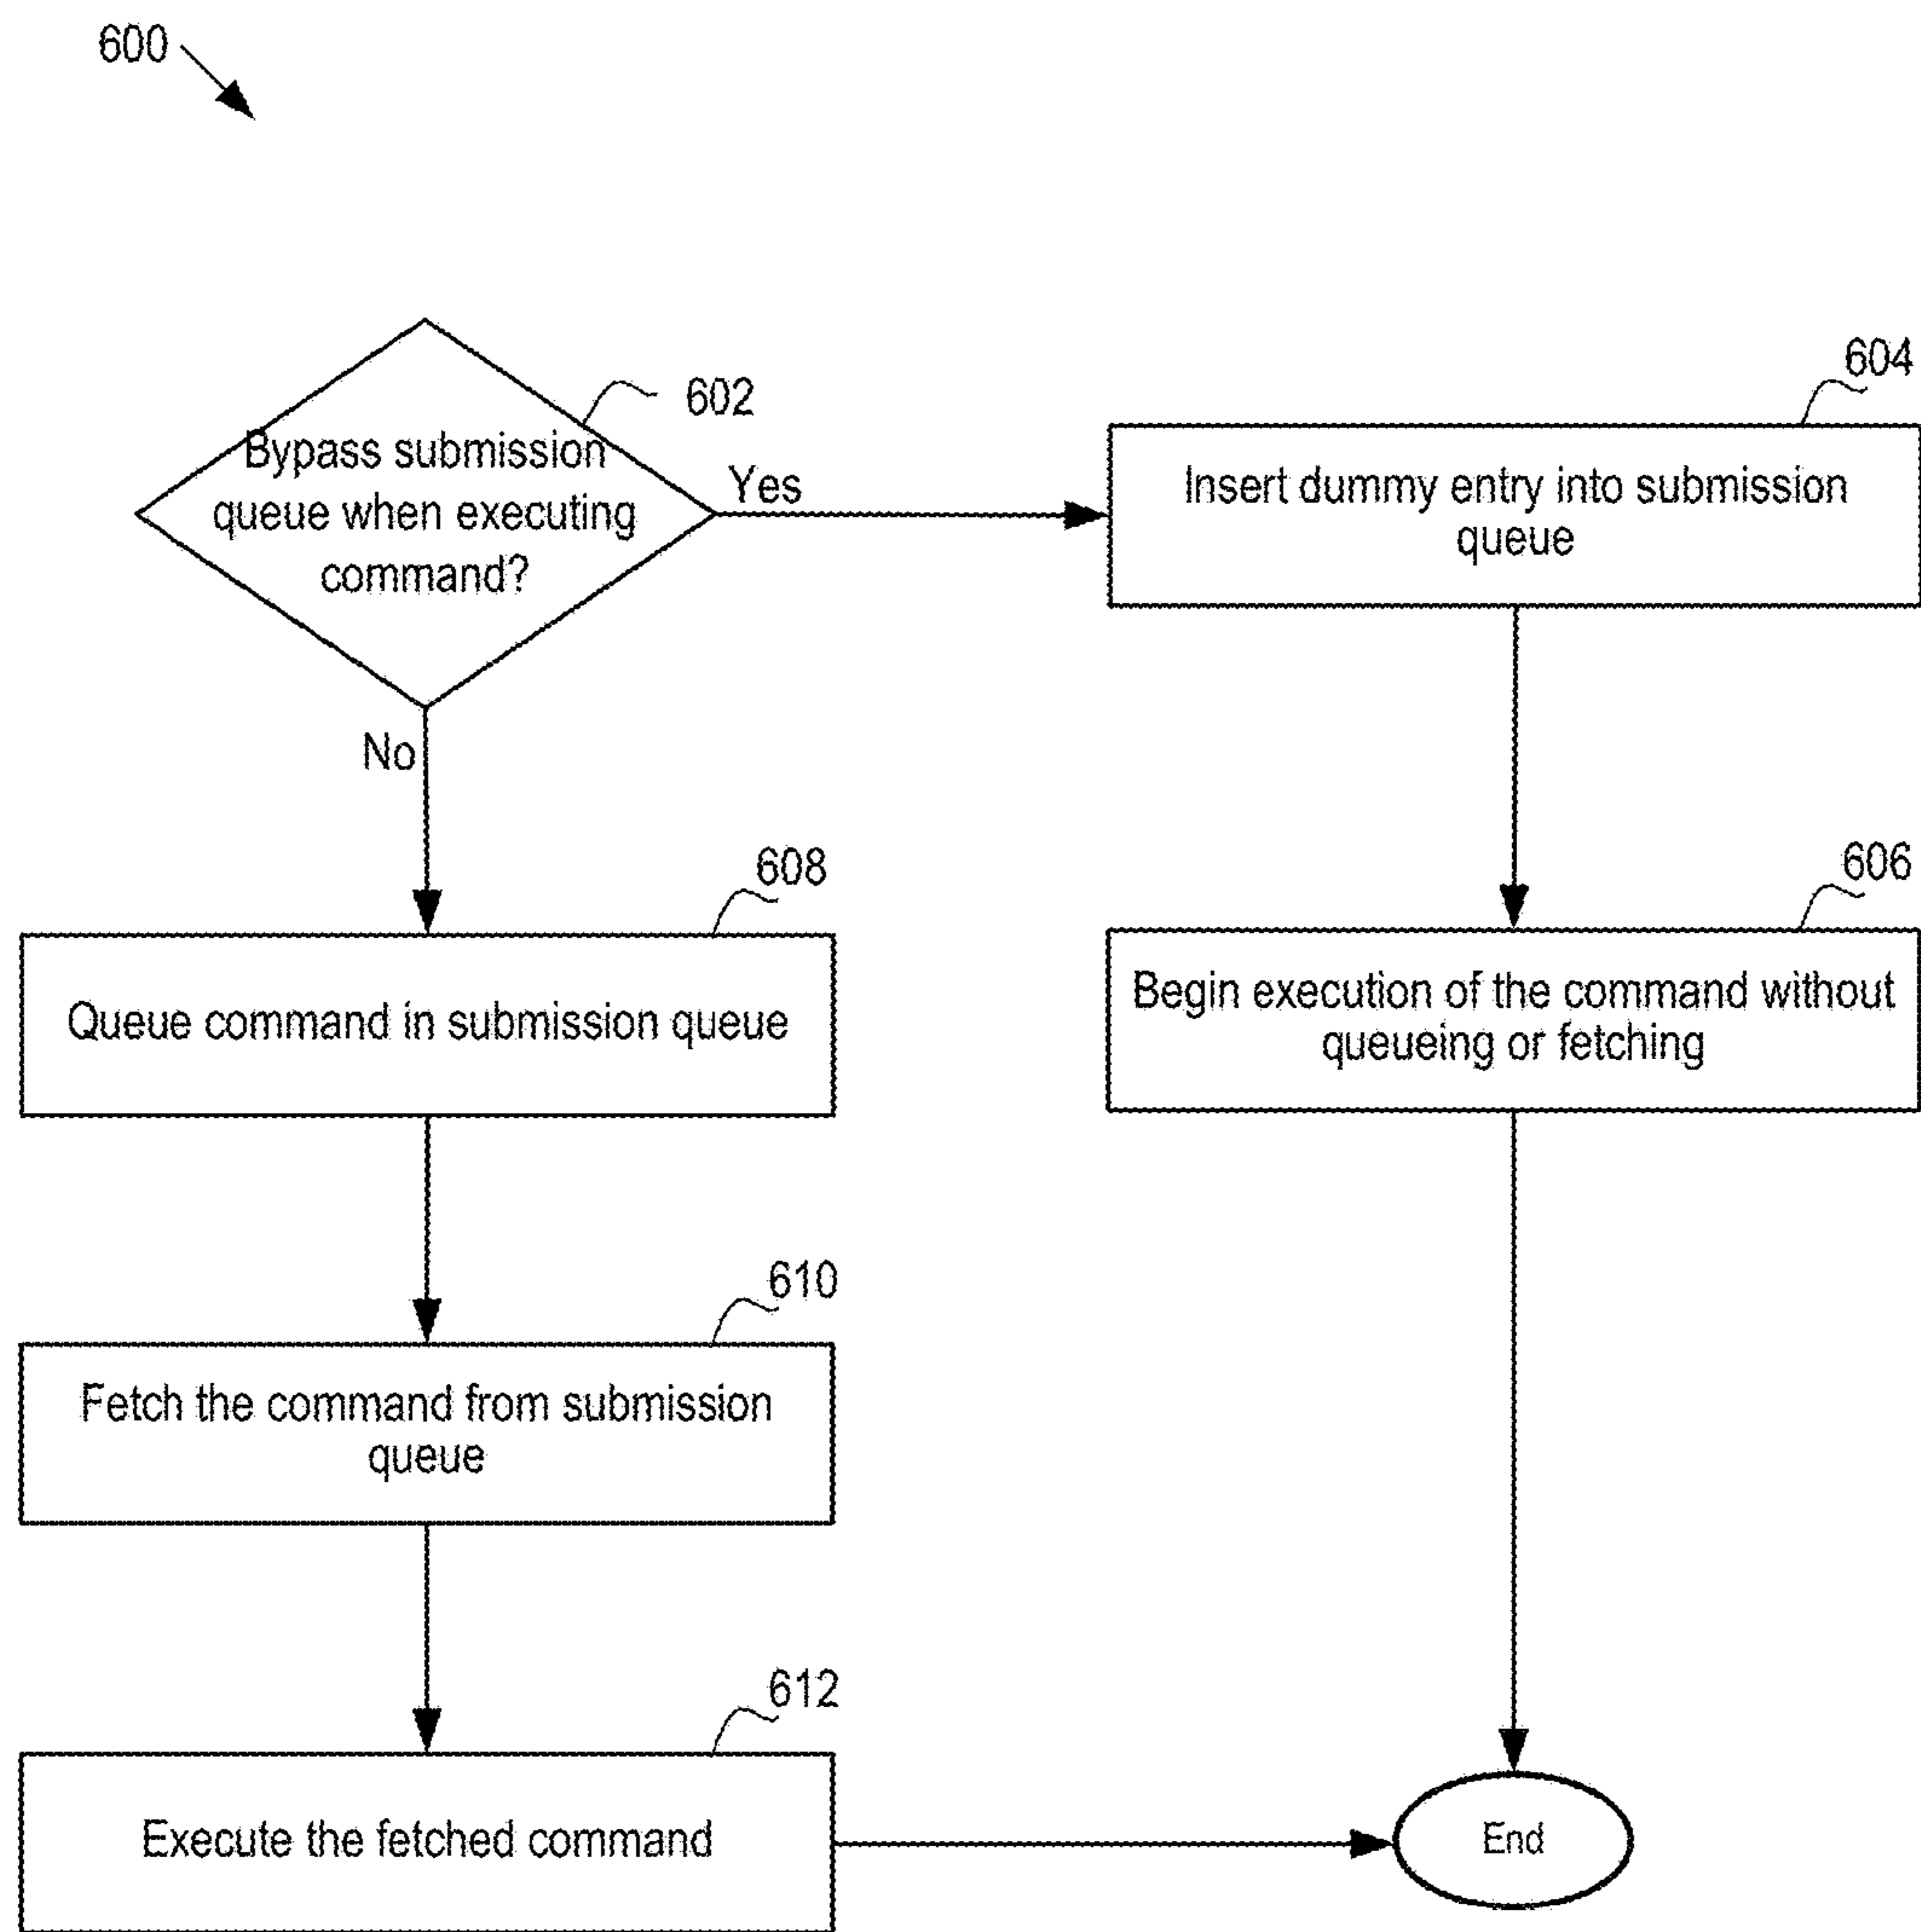 600
602
Bypass submission
queue when executing
command?
Yes
604
Insert dummy entry into submission
queue
No
608
Queue command in submission queue
606
Begin execution of the command without
queueing or fetching
610
Fetch the command from submission
queue
612
Execute the fetched command
End